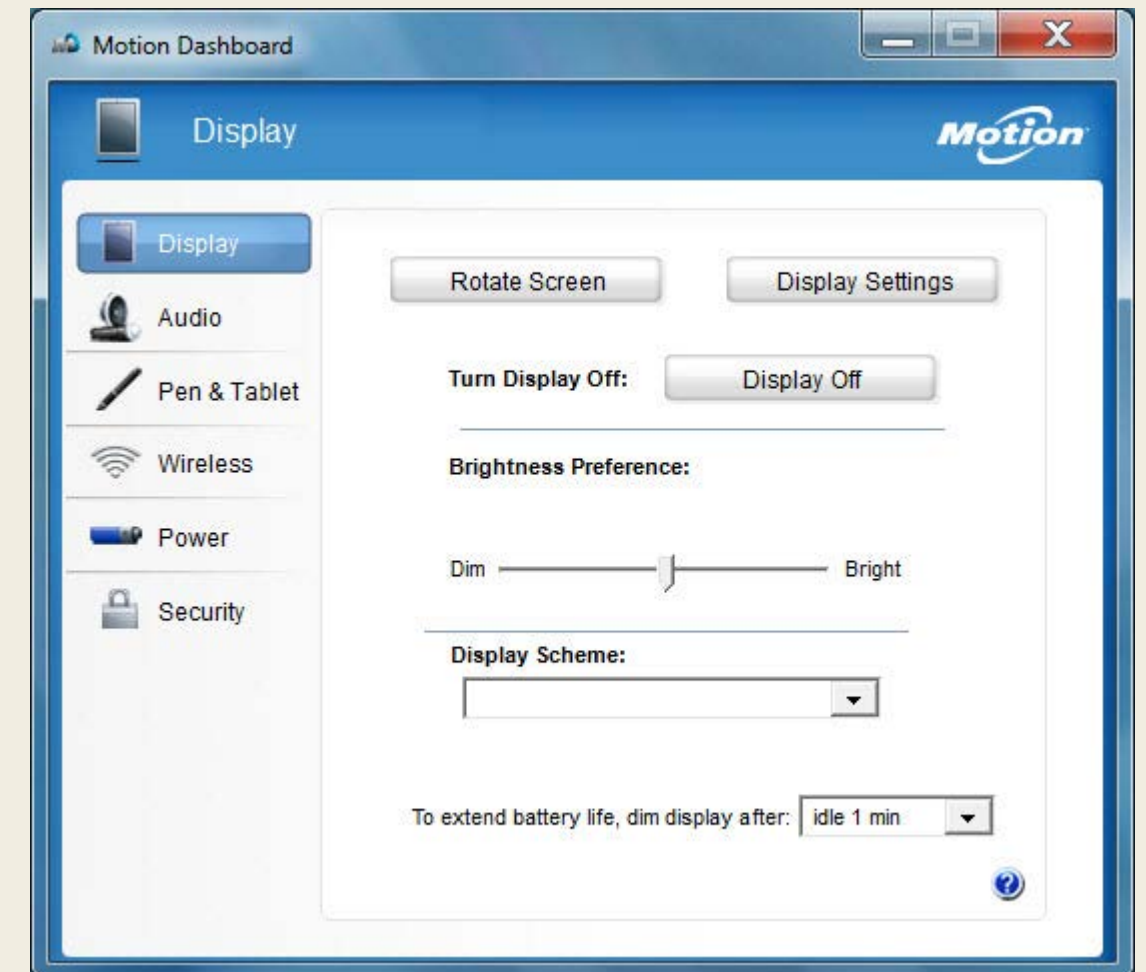 Motion Dashboard
Display
Motion
Display
Audio
Pen & Tablet
Wireless
Power
Security
Rotate Screen
Display Settings
Turn Display Off:
Display Off
Brightness Preference:
Dim
Bright
Display Scheme:
To extend battery life, dim display after:
idle 1 min